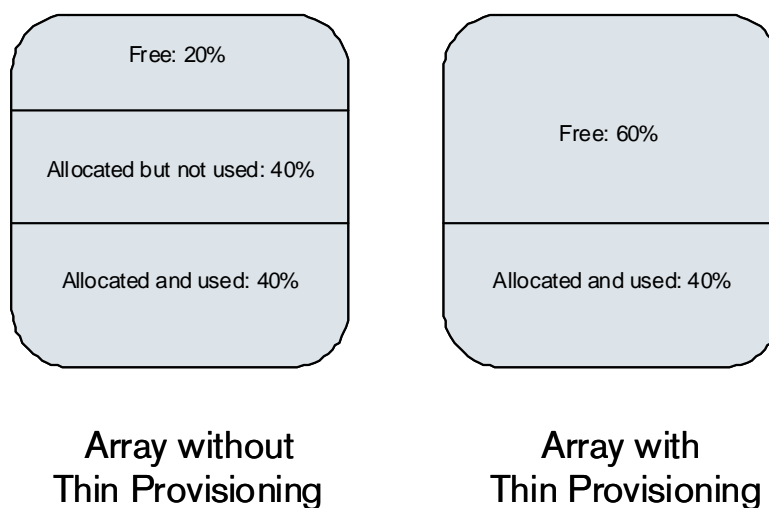 Free: 20%
Allocated but not used: 40%
Allocated and used: 40%
Array without
Thin Provisioning
Free: 60%
Allocated and used: 40%
Array with
Thin Provisioning